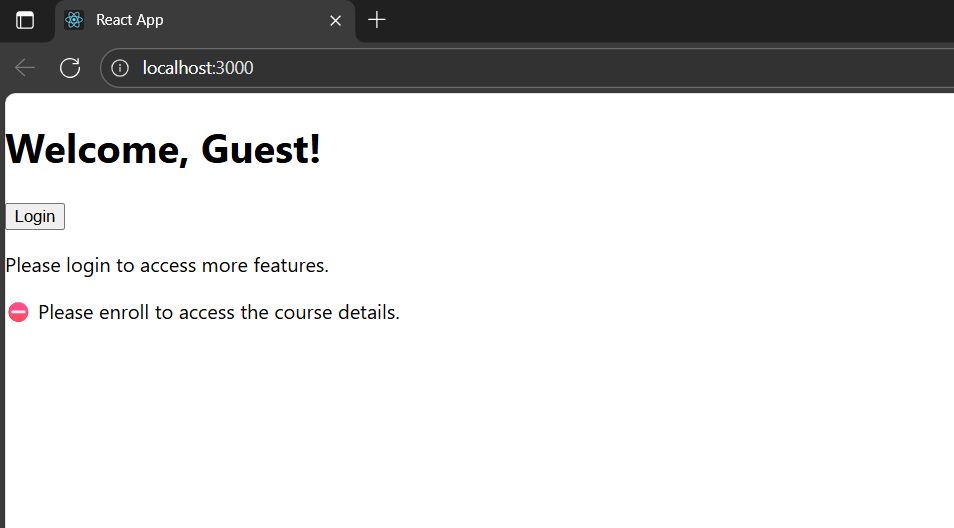 React App
localhost:3000
Welcome, Guest!
Login
Please login to access more features.
⛔ Please enroll to access the course details.